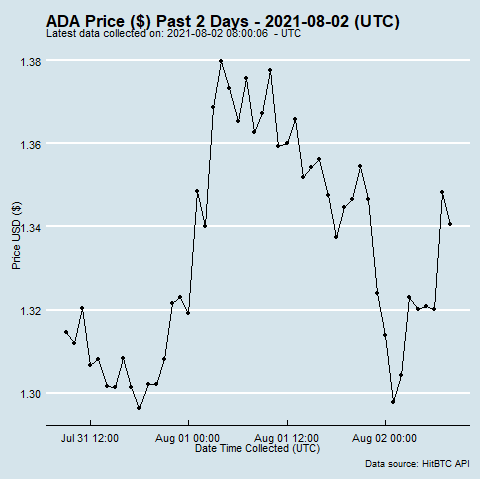 ADA Price ($) Past 2 Days - 2021-08-02 (UTC)
Latest data collected on: 2021-08-02 08:00:06  - UTC
1.38
1.36
1.34
1.32
1.30
Price USD ($)
Jul 31 12:00
Aug 01 00:00
Aug 01 12:00
Aug 02 00:00
Date Time Collected (UTC)
Data source: HitBTC API